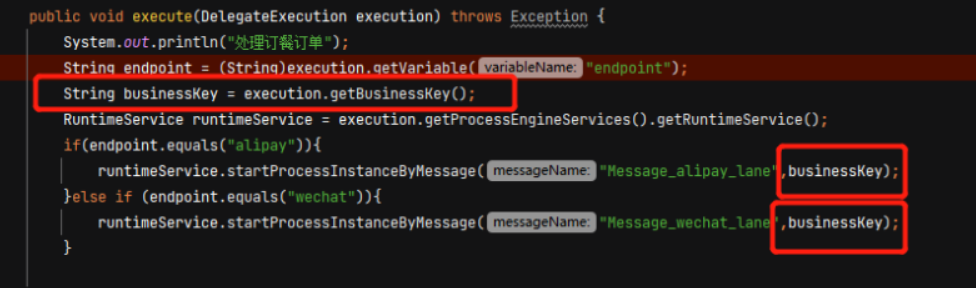 public void execute(DelegateExecution execution) throws Exception {
System.out.println("处理订餐订单");
String endpoint = (String)execution.getVariable( variableName: "endpoint");
String businessKey = execution.getBusinessKey();
RuntimeService runtimeService = execution.getProcessEngineServices().getRuntimeService();
if(endpoint.equals("alipay")){
runtimeService.startProcessInstanceByMessage( messageName: "Message_alipay_lane",businessKey);
}else if (endpoint.equals("wechat")){
runtimeService.startProcessInstanceByMessage( messageName: "Message_wechat_lane",businessKey);
}